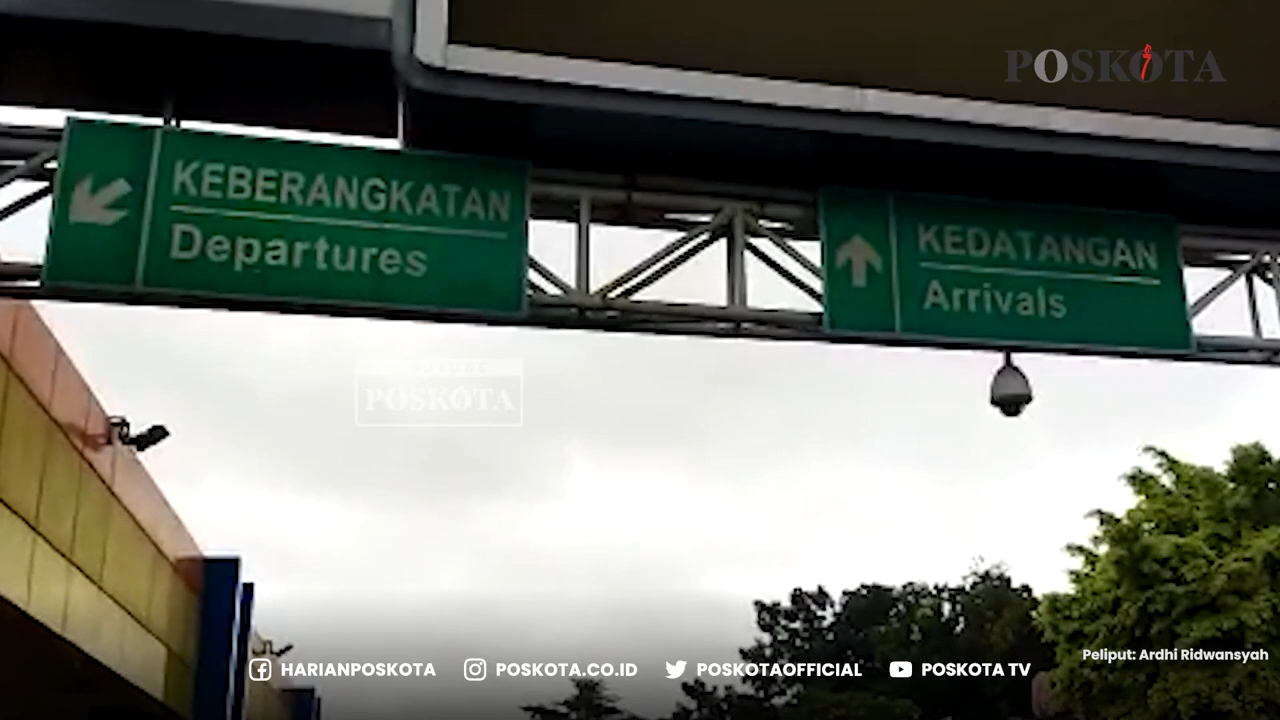 POSKOTA
KEBERANGKATAN
Departures
KEDATANGAN
Arrivals
POSKOTA
Peliput: Ardhi Ridwansyah
HARIANPOSKOTA
POSKOTA.CO.ID
POSKOTAOFFICIAL
POSKOTA TV